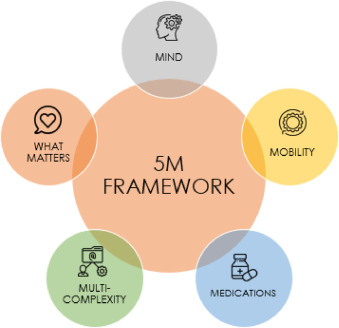 MIND
WHAT
MATTERS
5M
FRAMEWORK
MOBILITY
MULTI-
COMPLEXITY
MEDICATIONS